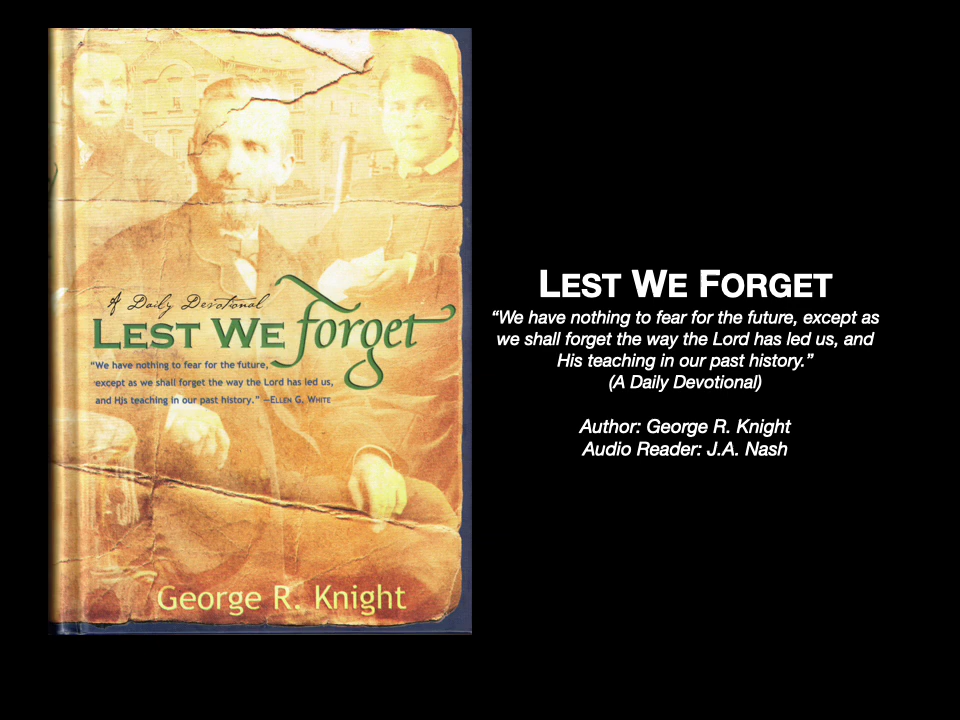 A Daily Devotional
LEST WE forget
“We have nothing to fear for the future,
except as we shall forget the way the Lord has led us,
and His teaching in our past history.” —ELLEN G. WHITE
George R. Knight
LEST WE FORGET
“We have nothing to fear for the future, except as
we shall forget the way the Lord has led us, and
His teaching in our past history.”
(A Daily Devotional)
Author: George R. Knight
Audio Reader: J.A. Nash